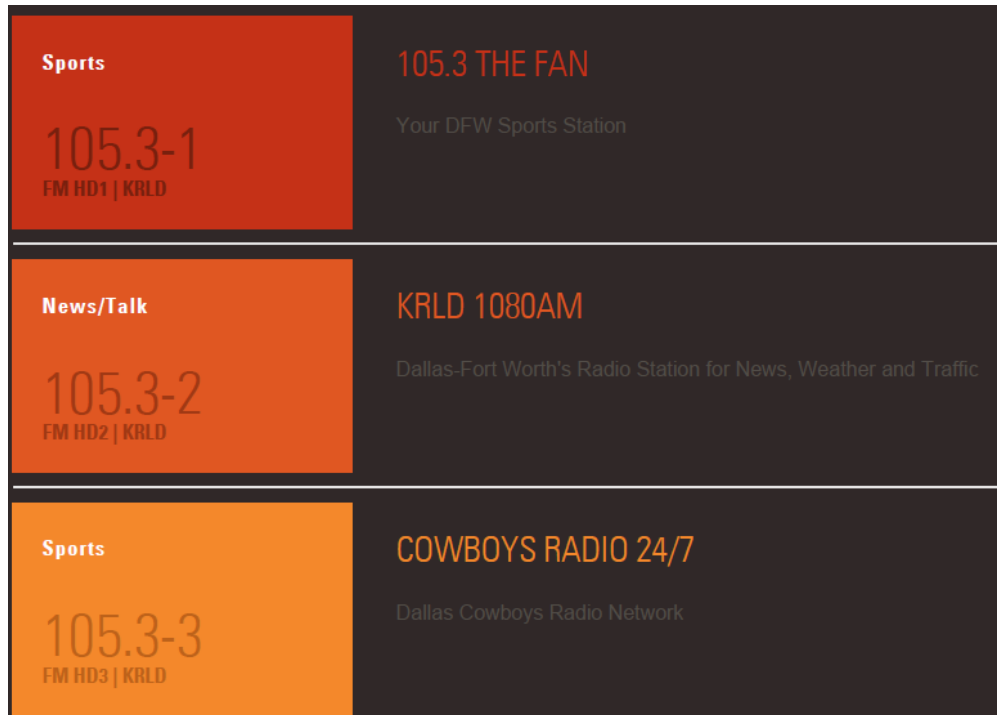 Sports
105.3-1
FM HD1 | KRLD
105.3 THE FAN
Your DFW Sports Station
News/Talk
105.3-2
FM HD2 | KRLD
KRLD 1080AM
Dallas-Fort Worth's Radio Station for News, Weather and Traffic
Sports
105.3-3
FM HD3 | KRLD
COWBOYS RADIO 24/7
Dallas Cowboys Radio Network